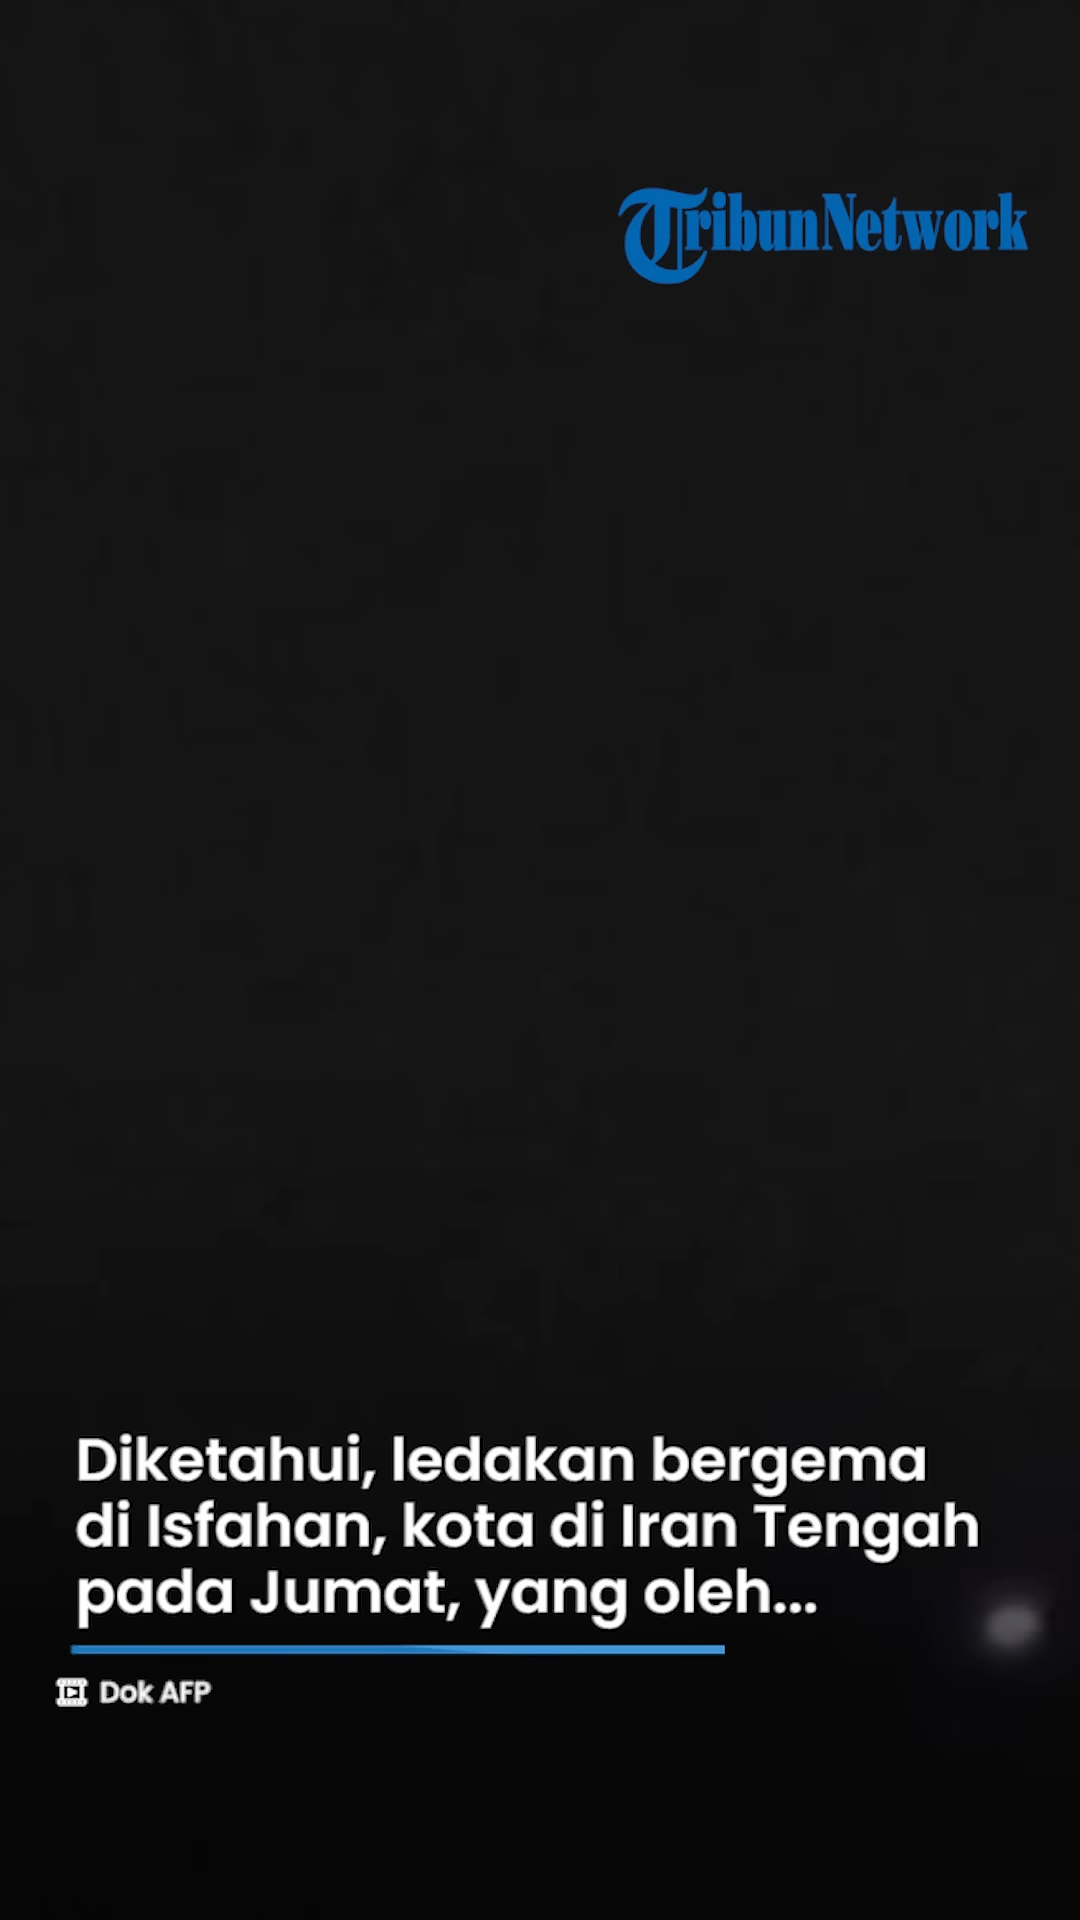 TribunNetwork
Diketahui, ledakan bergema
di Isfahan, kota di Iran Tengah
pada Jumat, yang oleh...
Dok AFP